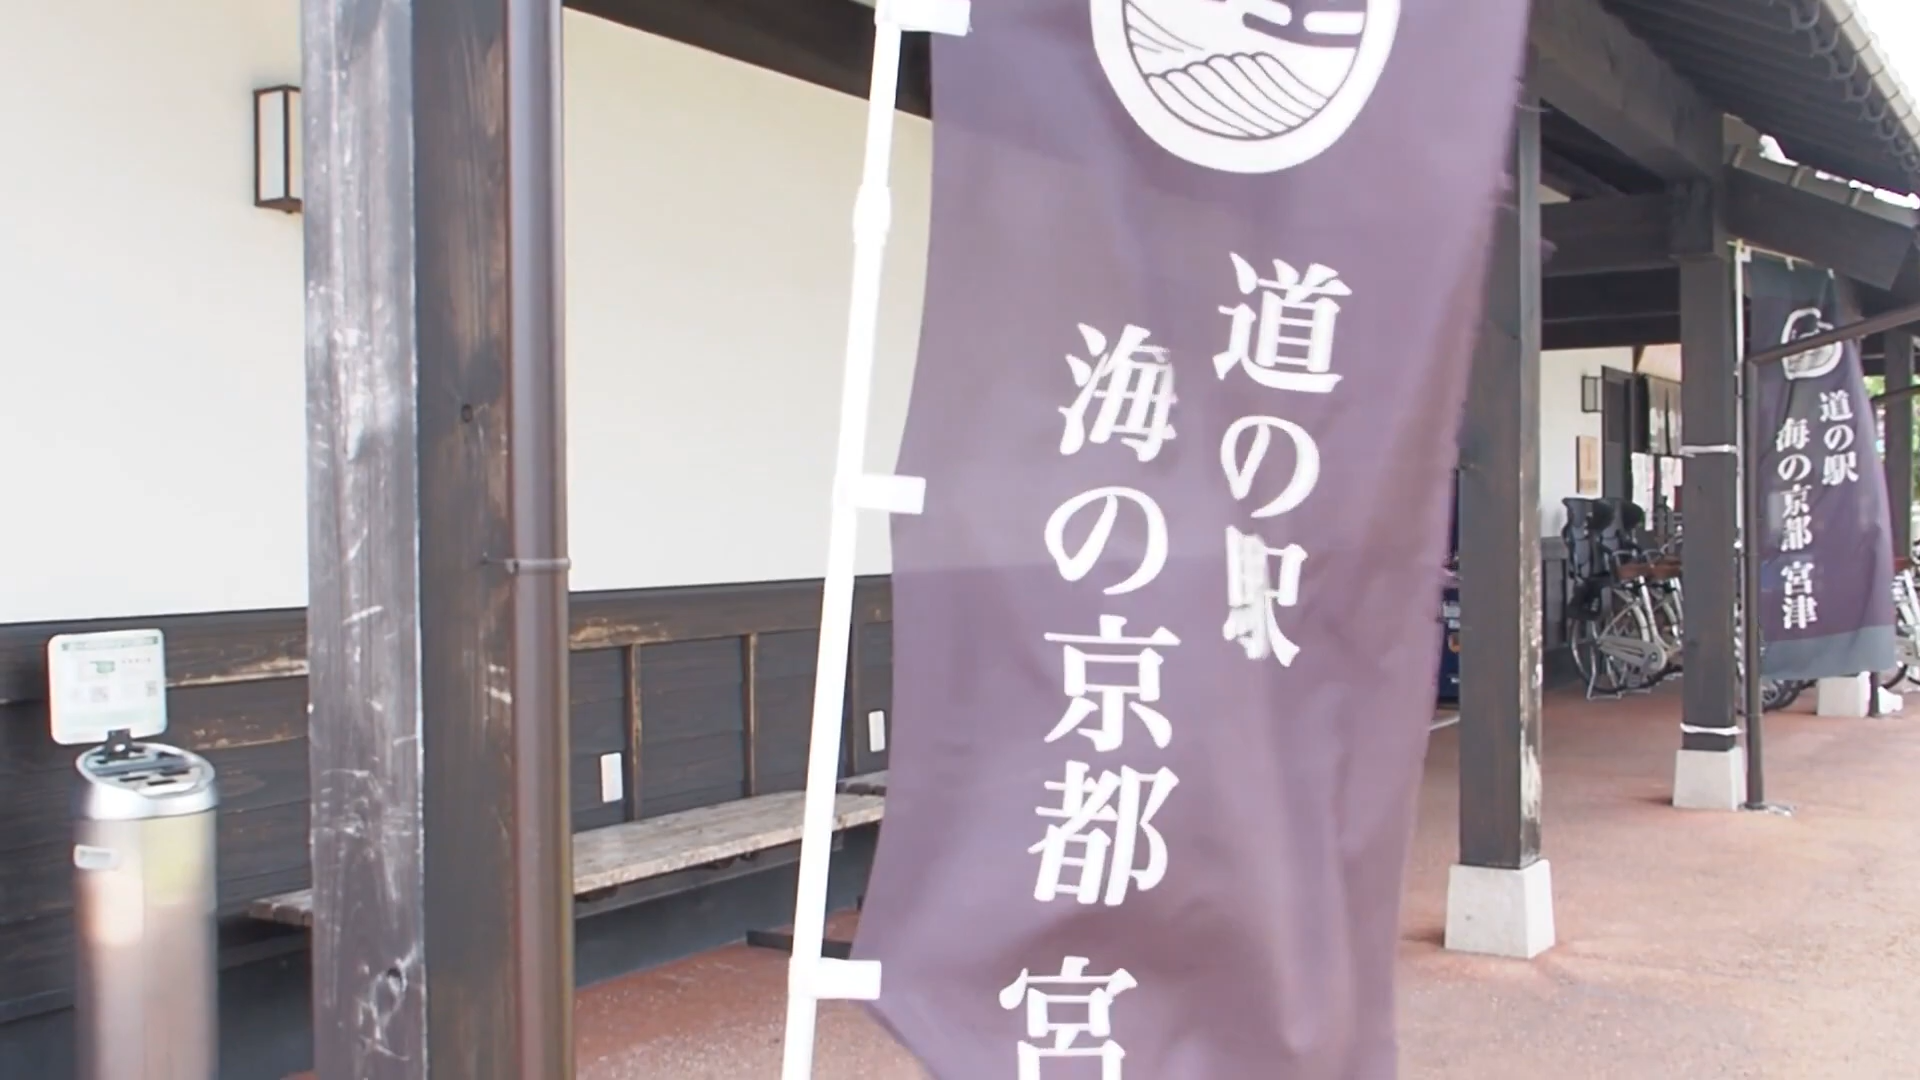 道の駅
海の京都 宮
道の駅
海の京都 宮津